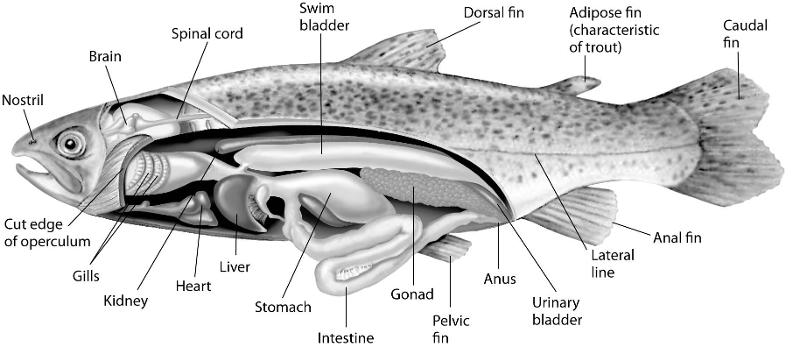 Swim
bladder
Dorsal fin
Adipose fin
(characteristic
of trout)
Caudal
fin
Spinal cord
Brain
Nostril
Cut edge
of operculum
Gills
Kidney
Heart
Liver
Stomach
Intestine
Gonad
Pelvic
fin
Anus
Urinary
bladder
Lateral
line
Anal fin